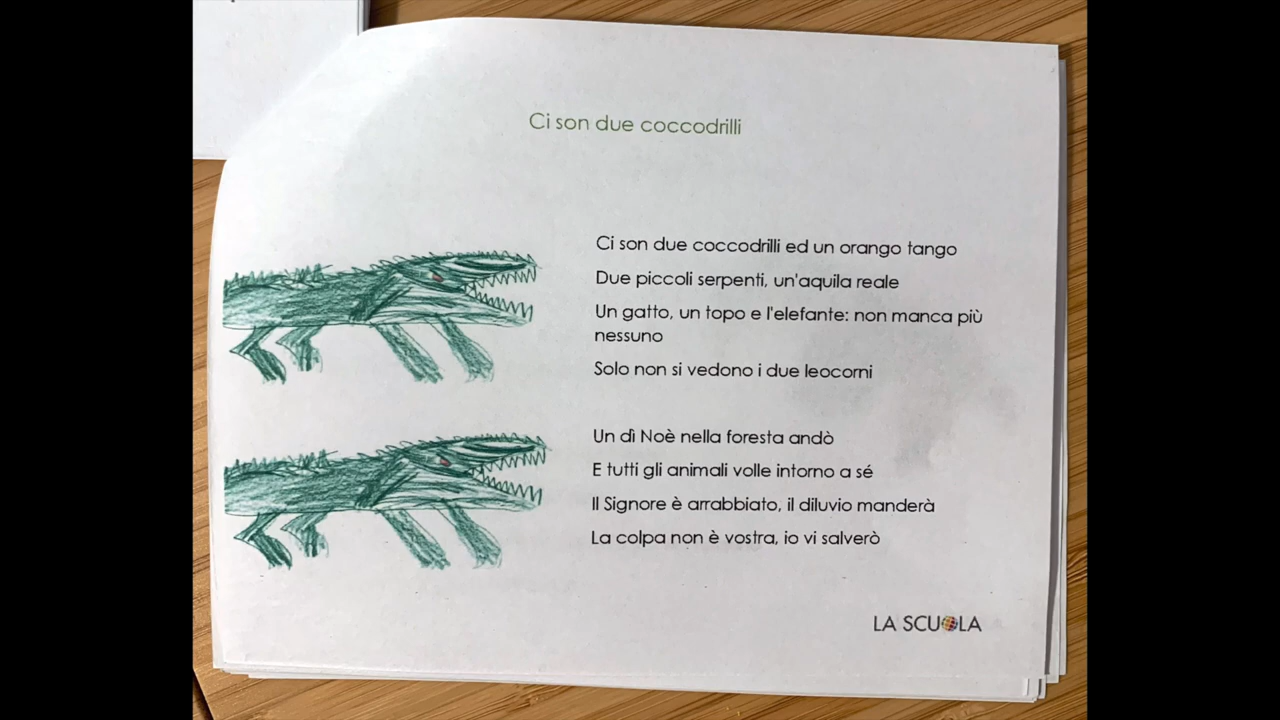 Ci son due coccodrilli
Ci son due coccodrilli ed un orango tango
Due piccoli serpenti, un'aquila reale
Un gatto, un topo e l'elefante: non manca più
nessuno
Solo non si vedono i due leocorni
Un dì Noè nella foresta andò
E tutti gli animali volle intorno a sé
Il Signore è arrabbiato, il diluvio manderà
La colpa non è vostra, io vi salverò
LA SCUOLA